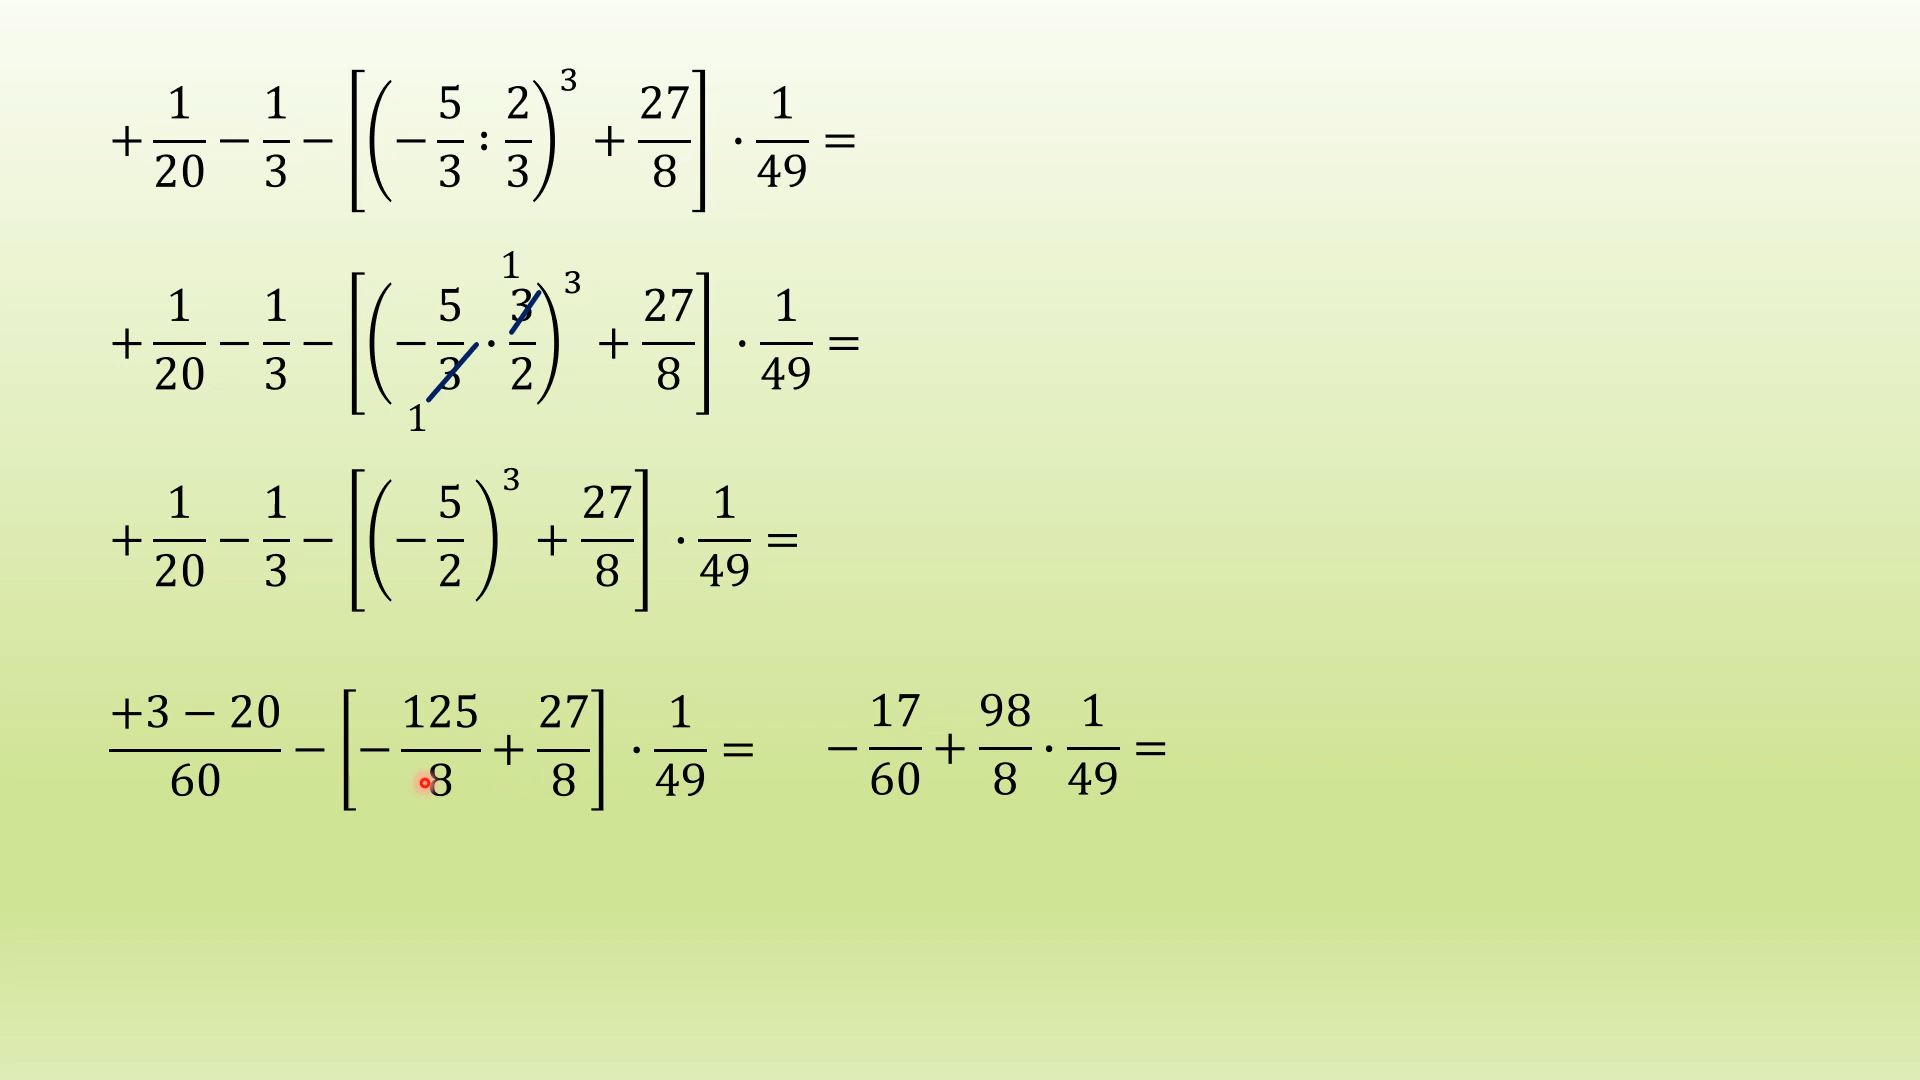 + 1/20 − 1/3 − [(− 5/3 : 2/3)³ + 27/8] · 1/49 =
1
+ 1/20 − 1/3 − [(− 5/3 · 3/2)³ + 27/8] · 1/49 =
1
+ 1/20 − 1/3 − [(− 5/2)³ + 27/8] · 1/49 =
(+3 − 20)/60 − [− 125/8 + 27/8] · 1/49 = − 17/60 + 98/8 · 1/49 =